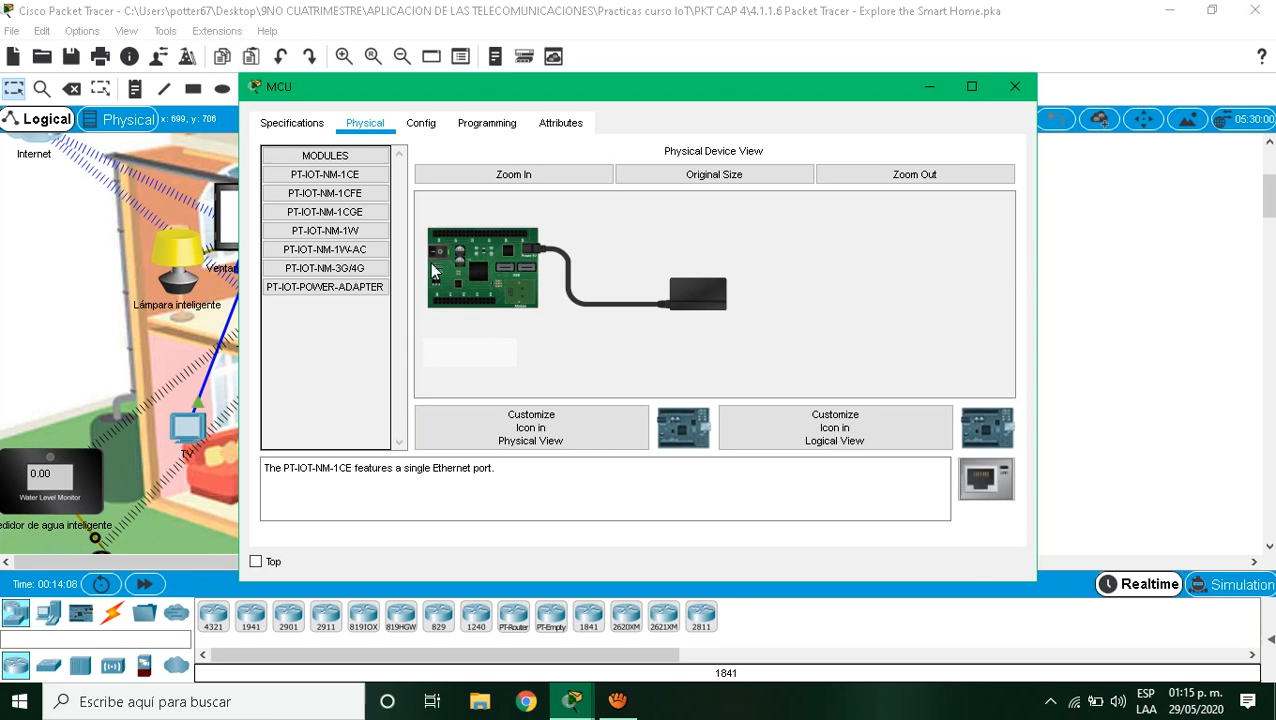 Cisco Packet Tracer - C:\Users\potter67\Desktop\9NO CUATRIMESTRE\APLICACION DE LAS TELECOMUNICACIONES\Practicas curso IoT\PKT CAP 4\4.1.1.6 Packet Tracer - Explore the Smart Home.pka
File Edit Options View Tools Extensions Help
Logical Physical x: 699, y: 706
05:30:00
MCU
Specifications Physical Config Programming Attributes
MODULES
PT-IOT-NM-1CE
PT-IOT-NM-1CFE
PT-IOT-NM-1CGE
PT-IOT-NM-1W
PT-IOT-NM-1W-AC
PT-IOT-NM-3G/4G
PT-IOT-POWER-ADAPTER
Physical Device View
Zoom In Original Size Zoom Out
Customize
Icon in
Physical View
Customize
Icon in
Logical View
The PT-IOT-NM-1CE features a single Ethernet port.
Top
Internet
Lámpara inteligente
Venta
TV
0.00
Water Level Monitor
edidor de agua inteligente
Time: 00:14:08
Realtime Simulation
4321 1941 2901 2911 819IOX 819HGW 829 1240 PT-Router PT-Empty 1841 2620XM 2621XM 2811
1841
Escribe aquí para buscar
ESP
LAA
01:15 p. m.
29/05/2020